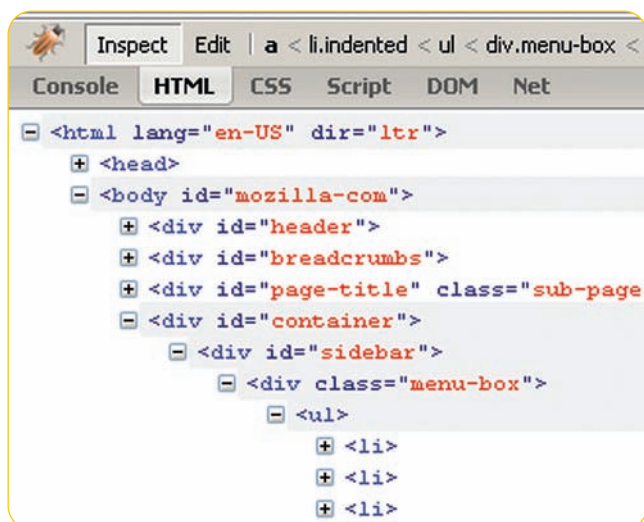 Inspect Edit | a < li.indented < ul < div.menu-box <
Console HTML CSS Script DOM Net
<html lang="en-US" dir="ltr">
<head>
<body id="mozilla-com">
<div id="header">
<div id="breadcrumbs">
<div id="page-title" class="sub-page
<div id="container">
<div id="sidebar">
<div class="menu-box">
<ul>
<li>
<li>
<li>